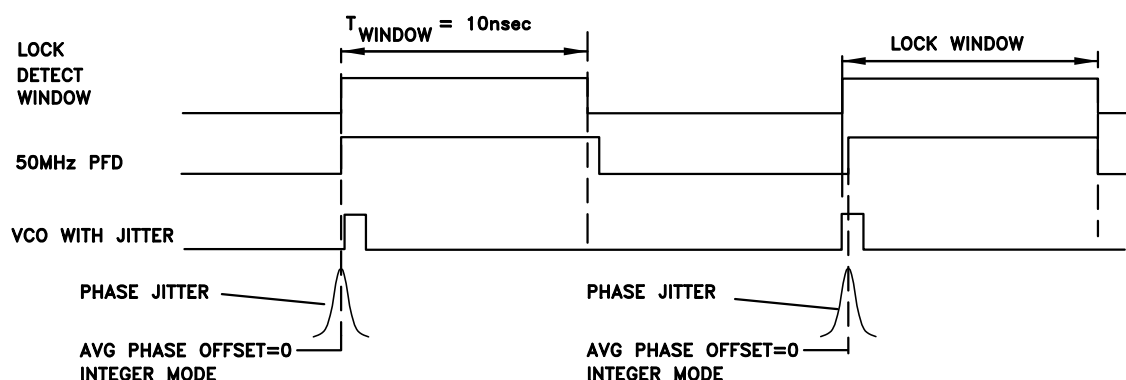 T WINDOW = 10nsec
LOCK
DETECT
WINDOW
LOCK WINDOW
50MHz PFD
VCO WITH JITTER
PHASE JITTER
PHASE JITTER
AVG PHASE OFFSET=0
INTEGER MODE
AVG PHASE OFFSET=0
INTEGER MODE